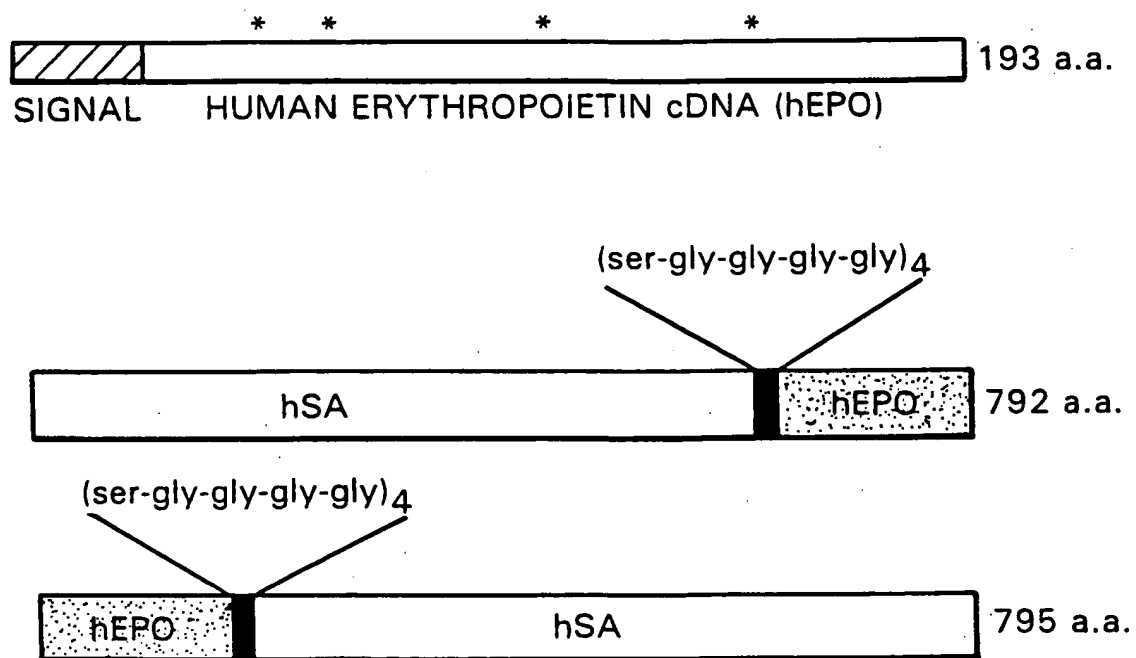 * * * *
193 a.a.
SIGNAL HUMAN ERYTHROPOIETIN cDNA (hEPO)
(ser-gly-gly-gly-gly)4
hSA hEPO 792 a.a.
(ser-gly-gly-gly-gly)4
hEPO hSA 795 a.a.